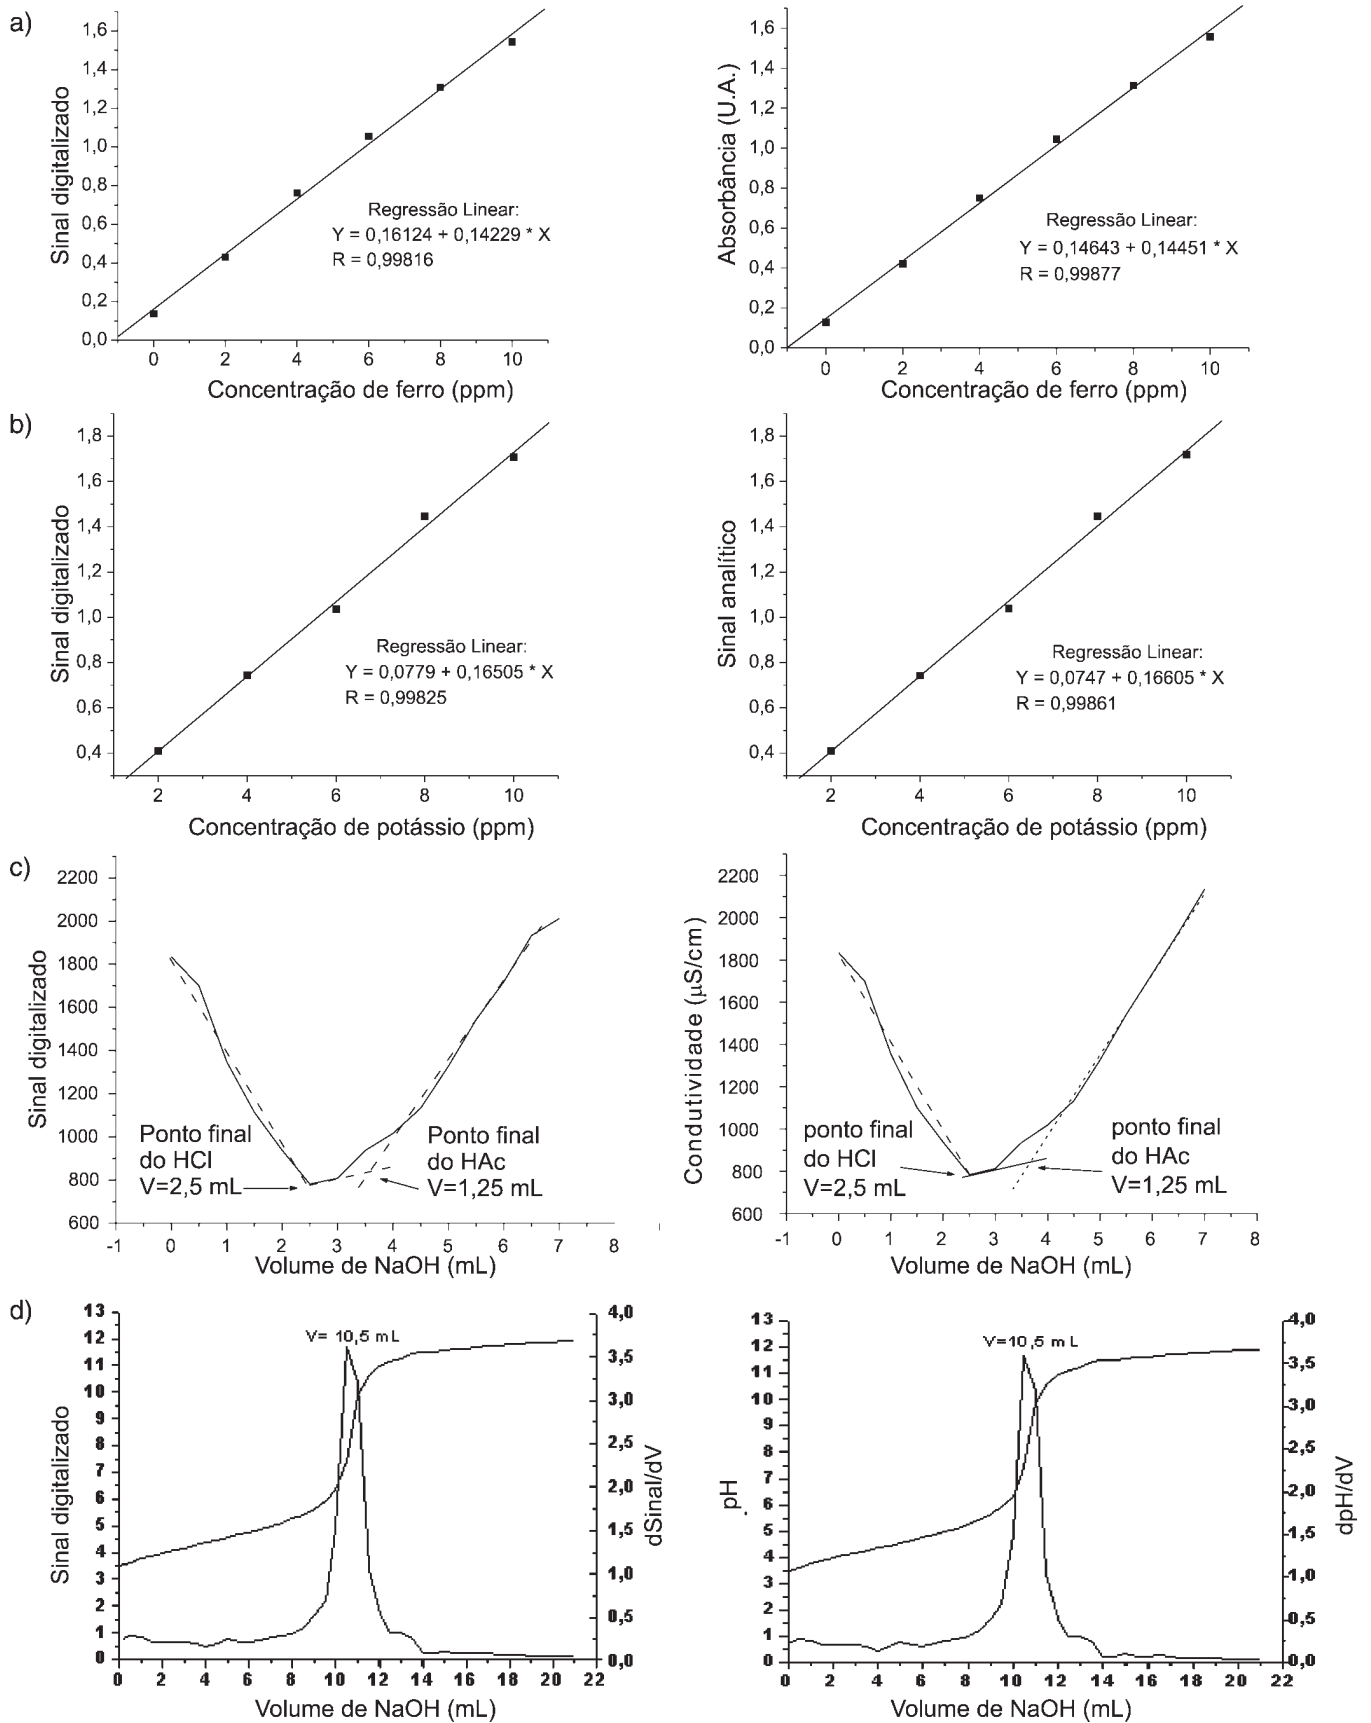 a)
1,6
1,4
1,2
1,0
0,8
0,6
0,4
0,2
0,0
Sinal digitalizado
Regressão Linear:
Y = 0,16124 + 0,14229 * X
R = 0,99816
0 2 4 6 8 10
Concentração de ferro (ppm)
1,6
1,4
1,2
1,0
0,8
0,6
0,4
0,2
0,0
Absorbância (U.A.)
Regressão Linear:
Y = 0,14643 + 0,14451 * X
R = 0,99877
0 2 4 6 8 10
Concentração de ferro (ppm)
b)
1,8
1,6
1,4
1,2
1,0
0,8
0,6
0,4
Sinal digitalizado
Regressão Linear:
Y = 0,0779 + 0,16505 * X
R = 0,99825
2 4 6 8 10
Concentração de potássio (ppm)
1,8
1,6
1,4
1,2
1,0
0,8
0,6
0,4
Sinal analítico
Regressão Linear:
Y = 0,0747 + 0,16605 * X
R = 0,99861
2 4 6 8 10
Concentração de potássio (ppm)
c)
2200
2000
1800
1600
1400
1200
1000
800
600
Sinal digitalizado
Ponto final
do HCl
V=2,5 mL
Ponto final
do HAc
V=1,25 mL
-1 0 1 2 3 4 5 6 7 8
Volume de NaOH (mL)
2200
2000
1800
1600
1400
1200
1000
800
600
Condutividade (µS/cm)
ponto final
do HCl
V=2,5 mL
ponto final
do HAc
V=1,25 mL
-1 0 1 2 3 4 5 6 7 8
Volume de NaOH (mL)
d)
13
12
11
10
9
8
7
6
5
4
3
2
1
0
Sinal digitalizado
V= 10,5 mL
4,0
3,5
3,0
2,5
2,0
1,5
1,0
0,5
0,0
dSinal/dV
0 2 4 6 8 10 12 14 16 18 20 22
Volume de NaOH (mL)
13
12
11
10
9
8
7
6
5
4
3
2
1
0
pH
V=10,5 mL
4,0
3,5
3,0
2,5
2,0
1,5
1,0
0,5
0,0
dpH/dV
0 2 4 6 8 10 12 14 16 18 20 22
Volume de NaOH (mL)